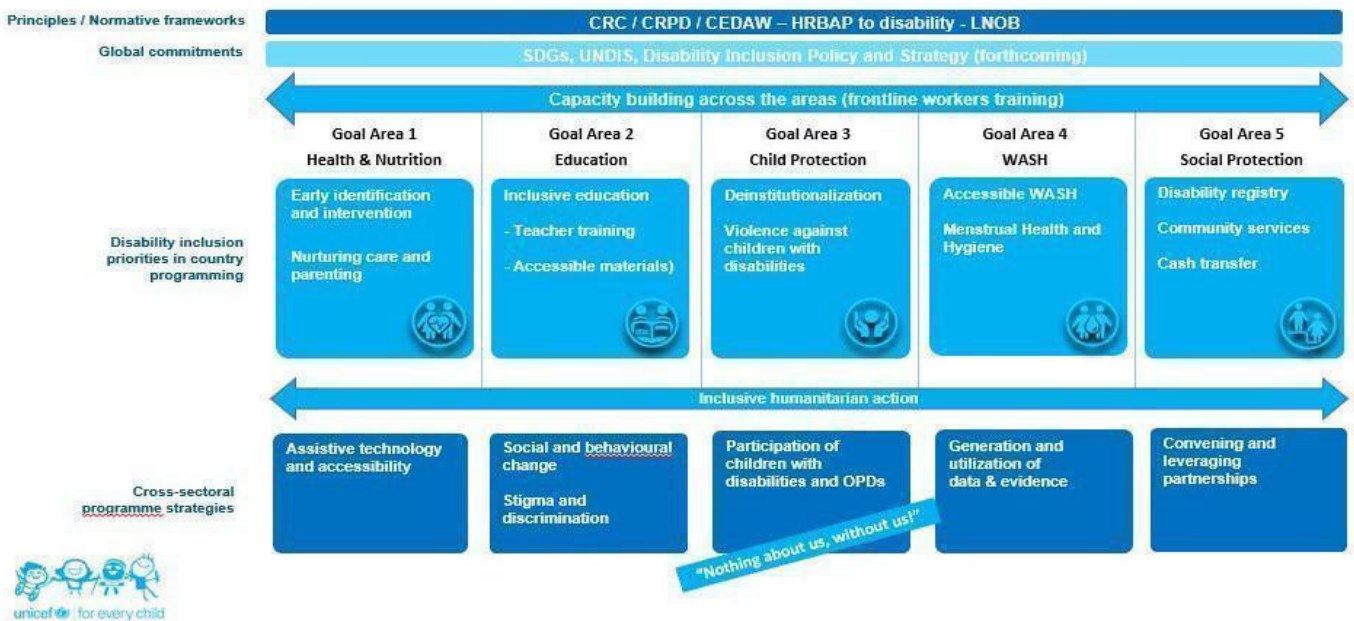 Principles / Normative frameworks
CRC / CRPD / CEDAW – HRBAP to disability - LNOB
Global commitments
SDGs, UNDIS, Disability Inclusion Policy and Strategy (forthcoming)
Capacity building across the areas (frontline workers training)
Goal Area 1
Health & Nutrition
Goal Area 2
Education
Goal Area 3
Child Protection
Goal Area 4
WASH
Goal Area 5
Social Protection
Disability inclusion
priorities in country
programming
Early identification
and intervention
Nurturing care and
parenting
Inclusive education
- Teacher training
- Accessible materials)
Deinstitutionalization
Violence against
children with
disabilities
Accessible WASH
Menstrual Health and
Hygiene
Disability registry
Community services
Cash transfer
Inclusive humanitarian action
Cross-sectoral
programme strategies
Assistive technology
and accessibility
Social and behavioural
change
Stigma and
discrimination
Participation of
children with
disabilities and OPDs
"Nothing about us, without us!"
Generation and
utilization of
data & evidence
Convening and
leveraging
partnerships
unicef | for every child